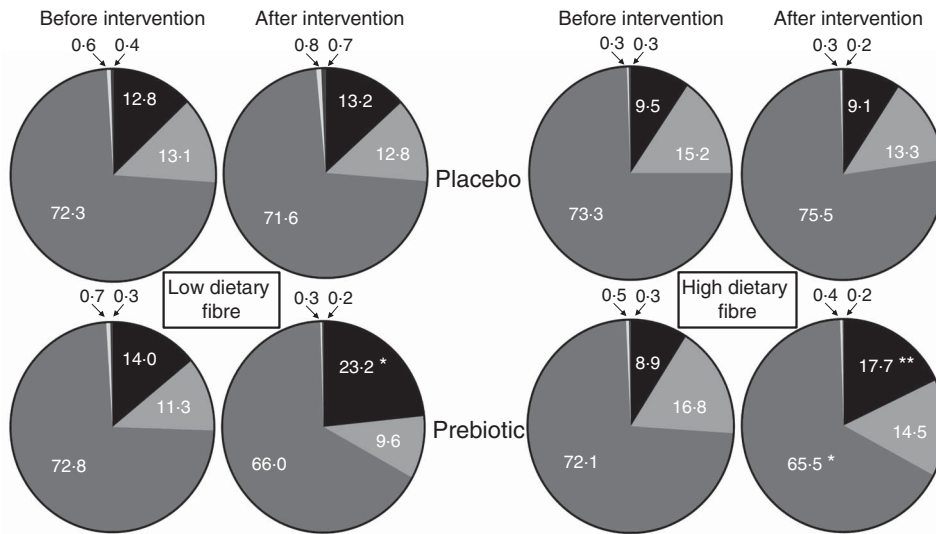 Before intervention After intervention Before intervention After intervention
0·6 0·4 0·8 0·7 0·3 0·3 0·3 0·2
12·8 13·2 9·5 9·1
13·1 12·8 15·2 13·3
Placebo
72·3 71·6 73·3 75·5
Low dietary High dietary
fibre fibre
0·7 0·3 0·3 0·2 0·5 0·3 0·4 0·2
14·0 23·2 * 8·9 17·7 **
11·3 9·6 16·8 14·5
Prebiotic
72·8 66·0 72·1 65·5 *